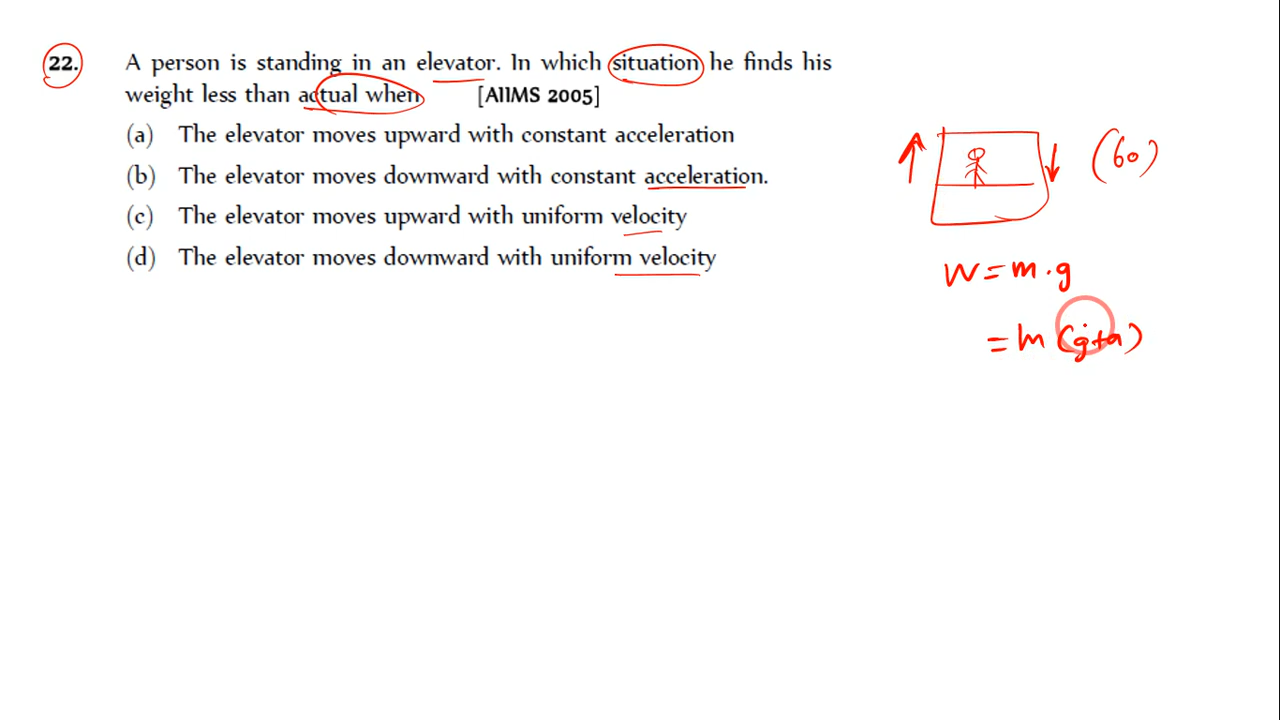 22. A person is standing in an elevator. In which situation he finds his
weight less than actual when [AIIMS 2005]
(a) The elevator moves upward with constant acceleration
(b) The elevator moves downward with constant acceleration.
(c) The elevator moves upward with uniform velocity
(d) The elevator moves downward with uniform velocity
(60)
W = m . g
= m (g+a)